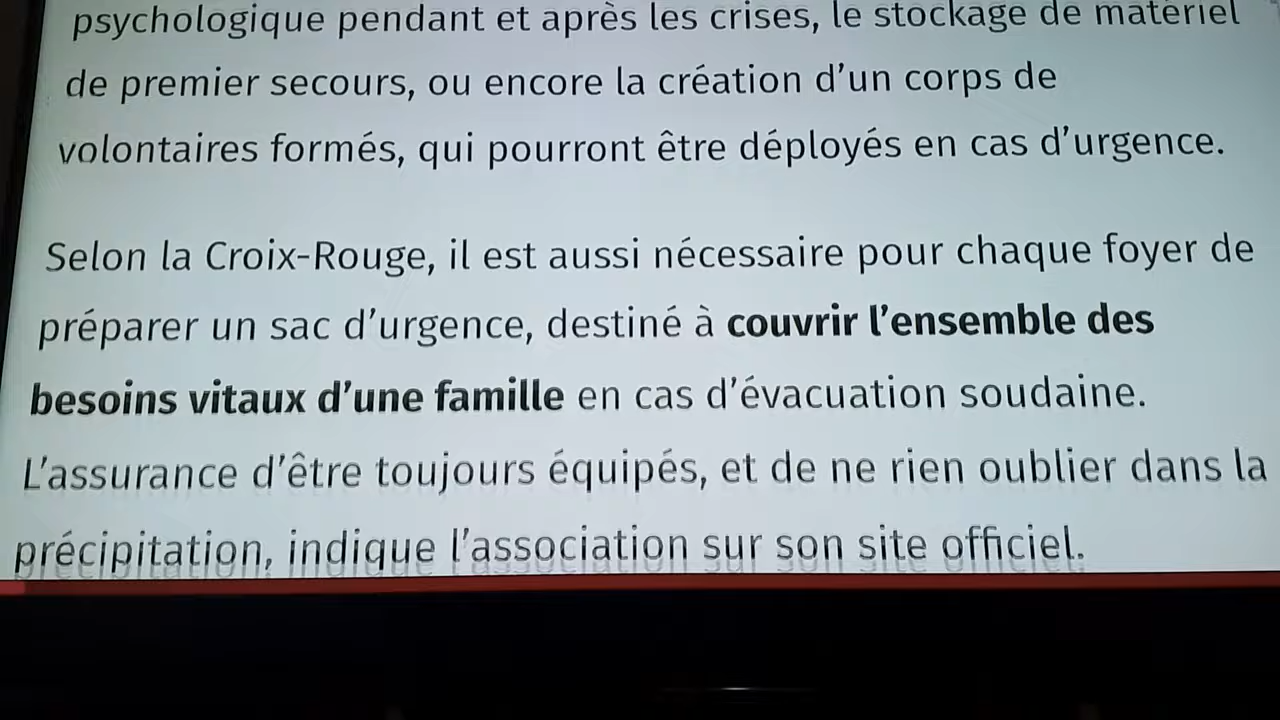 psychologique pendant et après les crises, le stockage de matériel
de premier secours, ou encore la création d’un corps de
volontaires formés, qui pourront être déployés en cas d’urgence.
Selon la Croix-Rouge, il est aussi nécessaire pour chaque foyer de
préparer un sac d’urgence, destiné à couvrir l’ensemble des
besoins vitaux d’une famille en cas d’évacuation soudaine.
L’assurance d’être toujours équipés, et de ne rien oublier dans la
précipitation, indique l’association sur son site officiel.